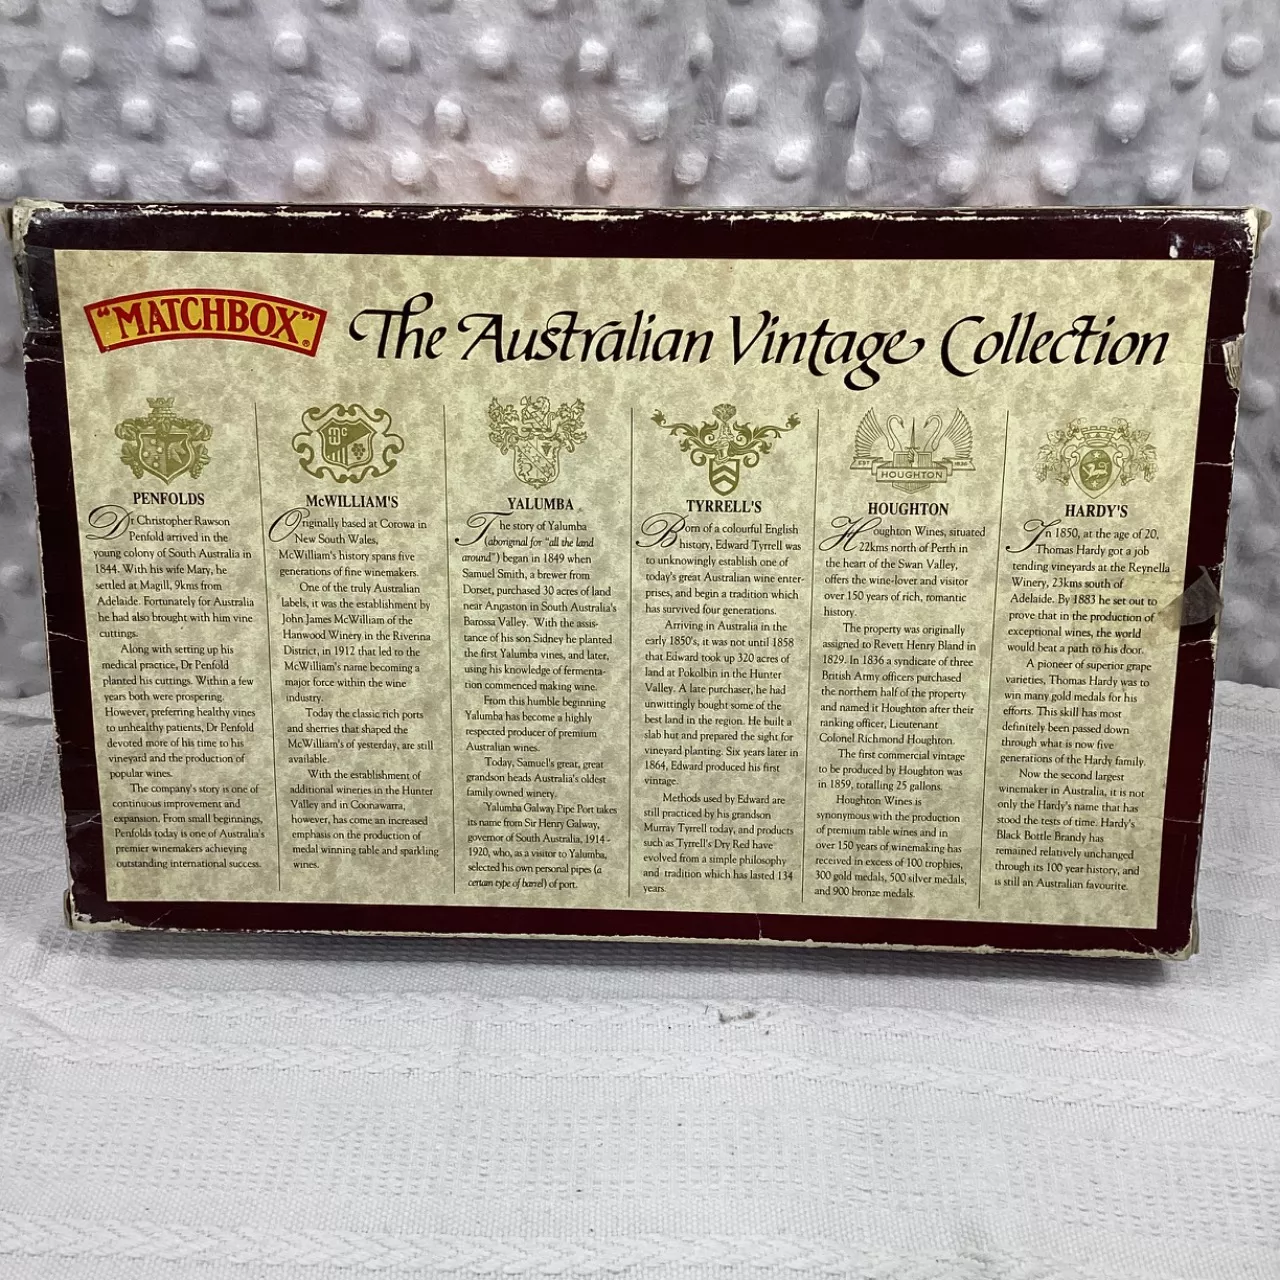 "MATCHBOX"®
The Australian Vintage Collection
PENFOLDS
Dr Christopher Rawson
Penfold arrived in the
young colony of South Australia in
1844. With his wife Mary, he
settled at Magill, 9kms from
Adelaide. Fortunately for Australia
he had also brought with him vine
cuttings.
Along with setting up his
medical practice, Dr Penfold
planted his cuttings. Within a few
years both were prospering.
However, preferring healthy vines
to unhealthy patients, Dr Penfold
devoted more of his time to his
vineyard and the production of
popular wines.
The company's story is one of
continuous improvement and
expansion. From small beginnings,
Penfolds today is one of Australia's
premier winemakers achieving
outstanding international success.
Mc
McWILLIAM'S
Originally based at Corowa in
New South Wales,
McWilliam's history spans five
generations of fine winemakers.
One of the truly Australian
labels, it was the establishment by
John James McWilliam of the
Hanwood Winery in the Riverina
District, in 1912 that led to the
McWilliam's name becoming a
major force within the wine
industry.
Today the classic rich ports
and sherries that shaped the
McWilliam's of yesterday, are still
available.
With the establishment of
additional wineries in the Hunter
Valley and in Coonawarra,
however, has come an increased
emphasis on the production of
medal winning table and sparkling
wines.
YALUMBA
The story of Yalumba
(aboriginal for "all the land
around") began in 1849 when
Samuel Smith, a brewer from
Dorset, purchased 30 acres of land
near Angaston in South Australia's
Barossa Valley. With the assis-
tance of his son Sidney he planted
the first Yalumba vines, and later,
using his knowledge of fermenta-
tion commenced making wine.
From this humble beginning
Yalumba has become a highly
respected producer of premium
Australian wines.
Today, Samuel's great, great
grandson heads Australia's oldest
family owned winery.
Yalumba Galway Pipe Port takes
its name from Sir Henry Galway,
governor of South Australia, 1914-
1920, who, as a visitor to Yalumba,
selected his own personal pipes (a
certain type of barrel) of port.
TYRRELL'S
Born of a colourful English
history, Edward Tyrrell was
to unknowingly establish one of
today's great Australian wine enter-
prises, and begin a tradition which
has survived four generations.
Arriving in Australia in the
early 1850's, it was not until 1858
that Edward took up 320 acres of
land at Pokolbin in the Hunter
Valley. A late purchaser, he had
unwittingly bought some of the
best land in the region. He built a
slab hut and prepared the sight for
vineyard planting. Six years later in
1864, Edward produced his first
vintage.
Methods used by Edward are
still practiced by his grandson
Murray Tyrrell today, and products
such as Tyrrell's Dry Red have
evolved from a simple philosophy
and tradition which has lasted 134
years.
EST 1836
HOUGHTON
HOUGHTON
Houghton Wines, situated
22kms north of Perth in
the heart of the Swan Valley,
offers the wine-lover and visitor
over 150 years of rich, romantic
history.
The property was originally
assigned to Revett Henry Bland in
1829. In 1836 a syndicate of three
British Army officers purchased
the northern half of the property
and named it Houghton after their
ranking officer, Lieutenant
Colonel Richmond Houghton.
The first commercial vintage
to be produced by Houghton was
in 1859, totalling 25 gallons.
Houghton Wines is
synonymous with the production
of premium table wines and in
over 150 years of winemaking has
received in excess of 100 trophies,
300 gold medals, 500 silver medals,
and 900 bronze medals.
HARDY'S
In 1850, at the age of 20,
Thomas Hardy got a job
tending vineyards at the Reynella
Winery, 23kms south of
Adelaide. By 1883 he set out to
prove that in the production of
exceptional wines, the world
would beat a path to his door.
A pioneer of superior grape
varieties, Thomas Hardy was to
win many gold medals for his
efforts. This skill has most
definitely been passed down
through what is now five
generations of the Hardy family.
Now the second largest
winemaker in Australia, it is not
only the Hardy's name that has
stood the tests of time. Hardy's
Black Bottle Brandy has
remained relatively unchanged
through its 100 year history, and
is still an Australian favourite.